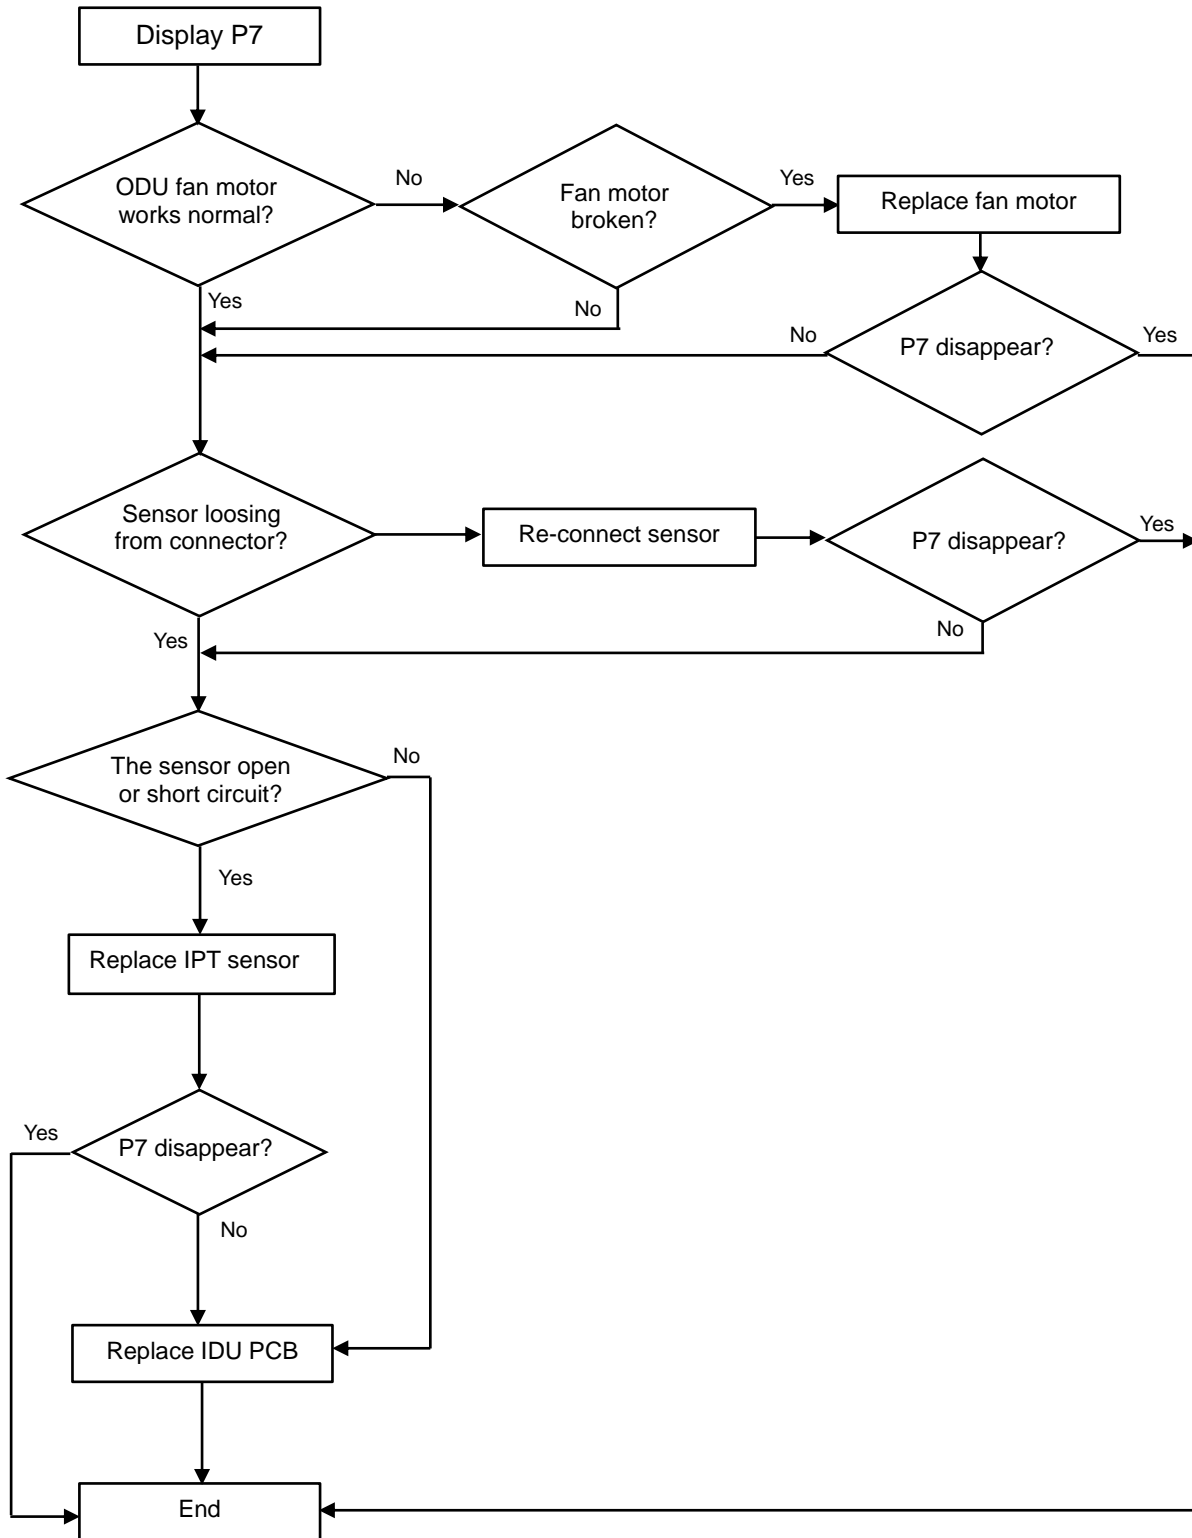 Display P7
ODU fan motor
works normal?
No
Fan motor
broken?
Yes
Replace fan motor
Yes
No
No
P7 disappear?
Yes
Sensor loosing
from connector?
Re-connect sensor
P7 disappear?
Yes
Yes
No
The sensor open
or short circuit?
No
Yes
Replace IPT sensor
Yes
P7 disappear?
No
Replace IDU PCB
End